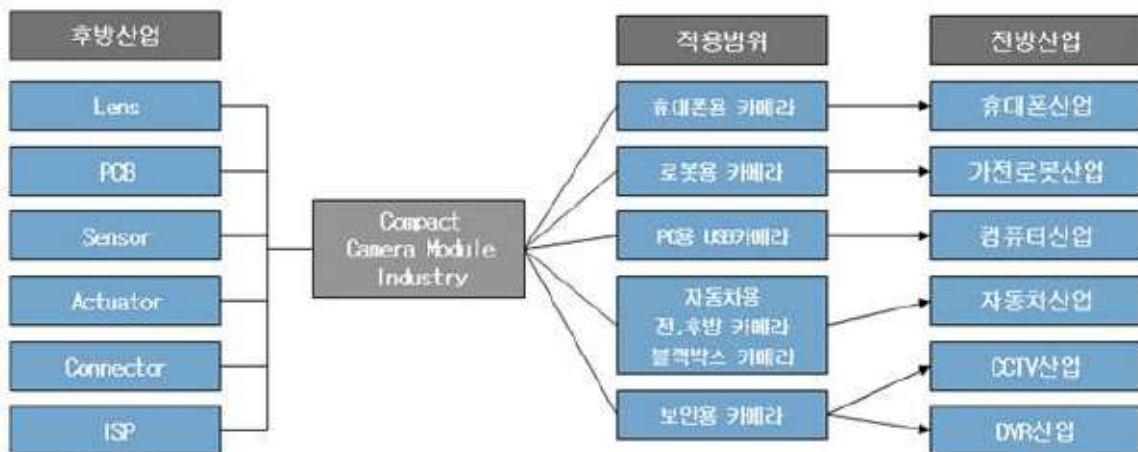 후방산업
Lens
PCB
Sensor
Actuator
Connector
ISP
Compact
Camera Module
Industry
적용범위
휴대폰용 카메라
로봇용 카메라
PC용 USB카메라
자동차용
전,후방 카메라
블랙박스 카메라
보안용 카메라
전방산업
휴대폰산업
가전로봇산업
컴퓨터산업
자동차산업
CCTV산업
DVR산업